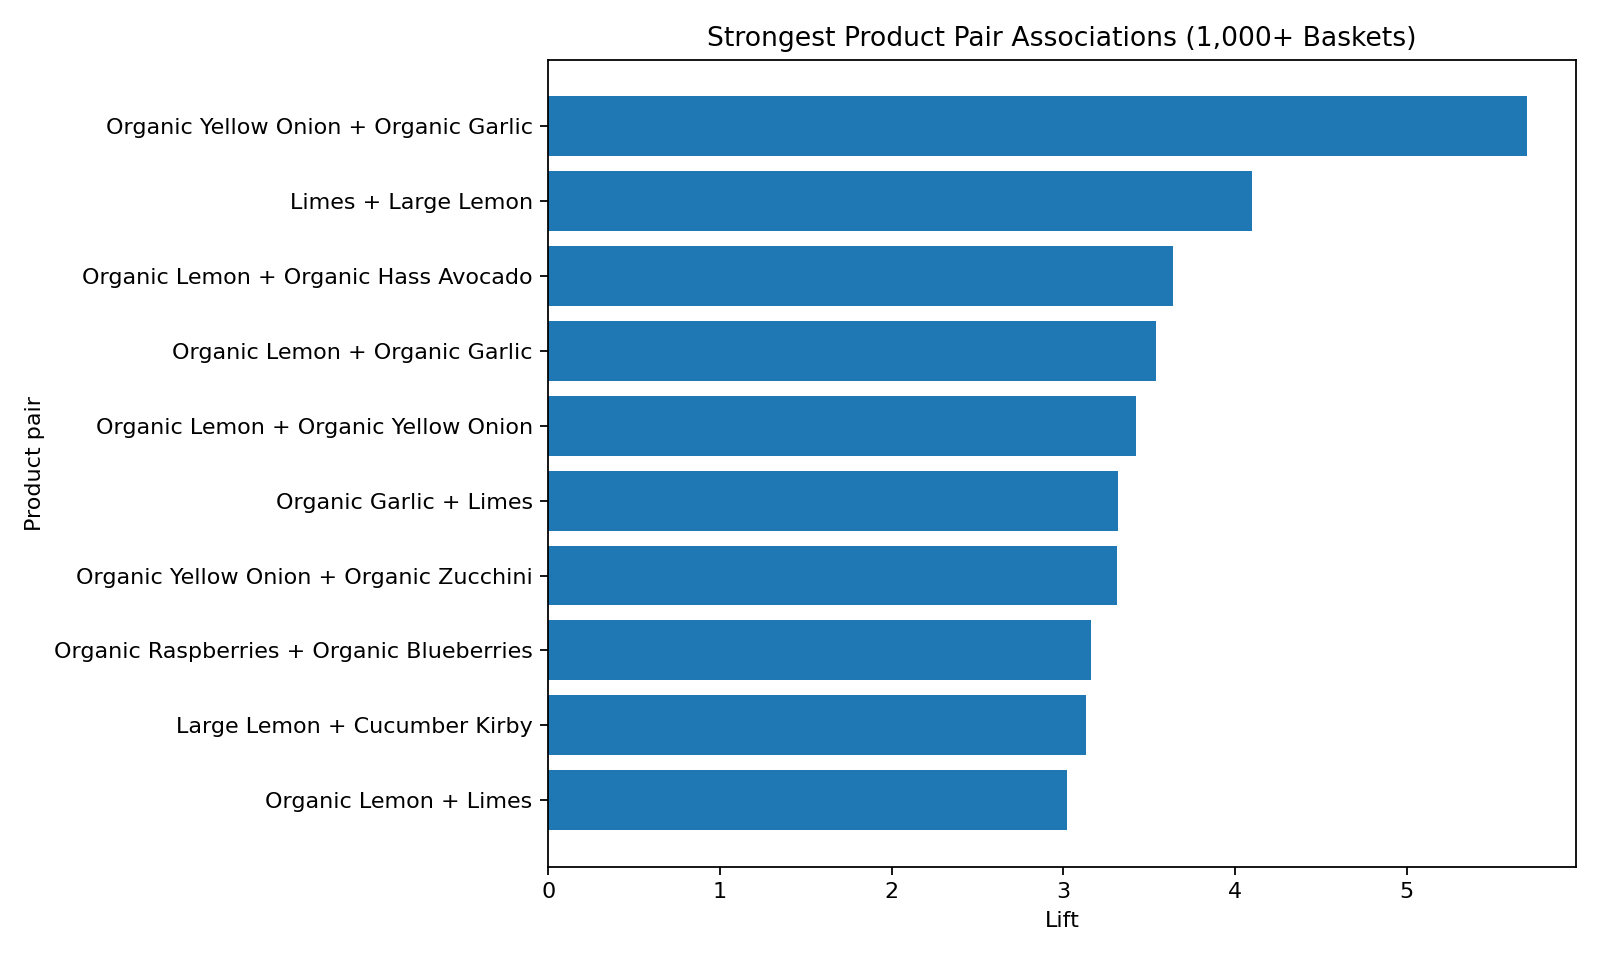 Strongest Product Pair Associations (1,000+ Baskets)
Product pair
Organic Yellow Onion + Organic Garlic
Limes + Large Lemon
Organic Lemon + Organic Hass Avocado
Organic Lemon + Organic Garlic
Organic Lemon + Organic Yellow Onion
Organic Garlic + Limes
Organic Yellow Onion + Organic Zucchini
Organic Raspberries + Organic Blueberries
Large Lemon + Cucumber Kirby
Organic Lemon + Limes
0 1 2 3 4 5
Lift